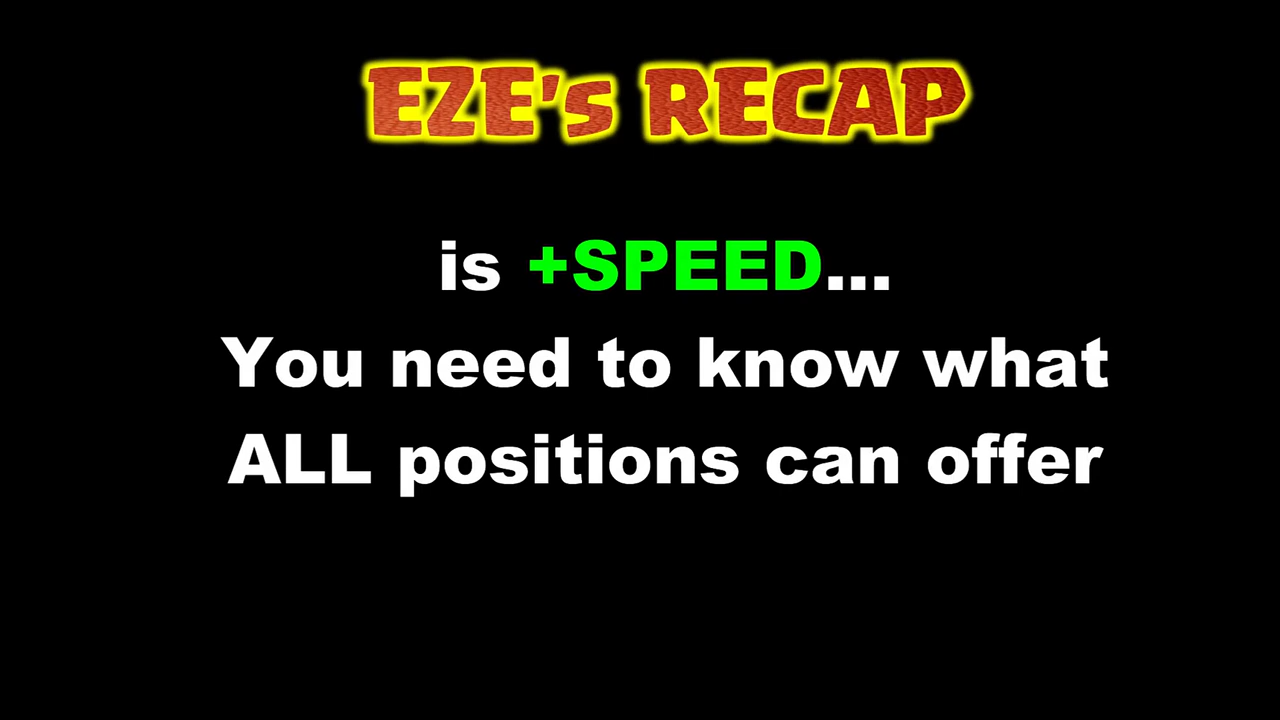 EZE's RECAP
is +SPEED...
You need to know what
ALL positions can offer